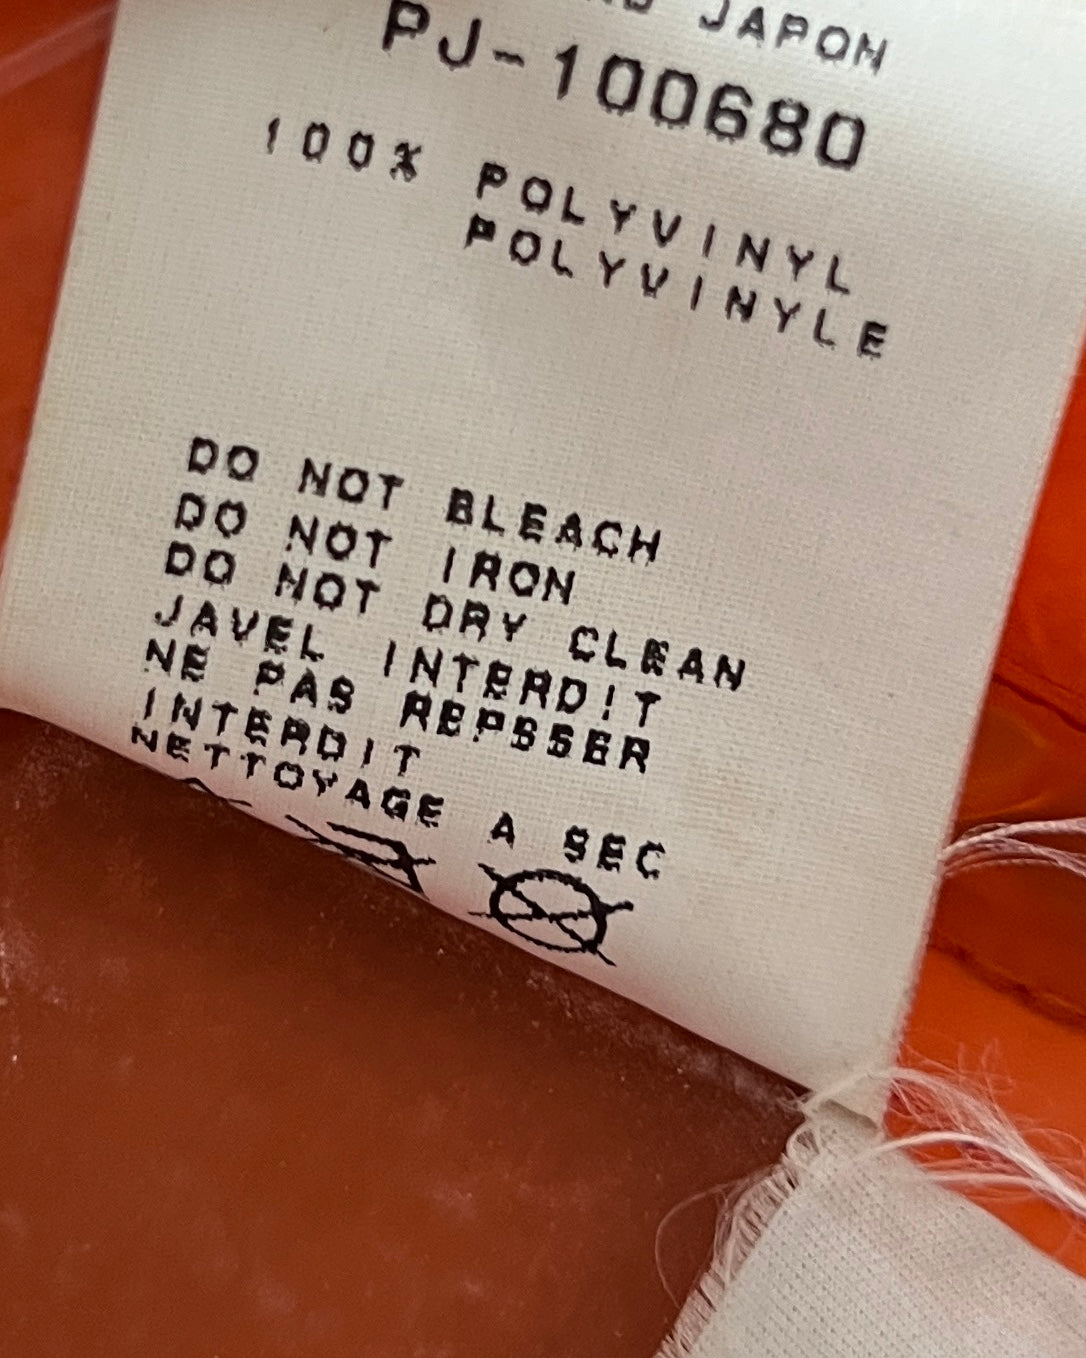 JAPON
PJ-100680
100% POLYVINYL
POLYVINYLE
DO NOT BLEACH
DO NOT IRON
DO NOT DRY CLEAN
JAVEL INTERDIT
NE PAS REPSSER
INTERDIT
NETTOYAGE A SEC